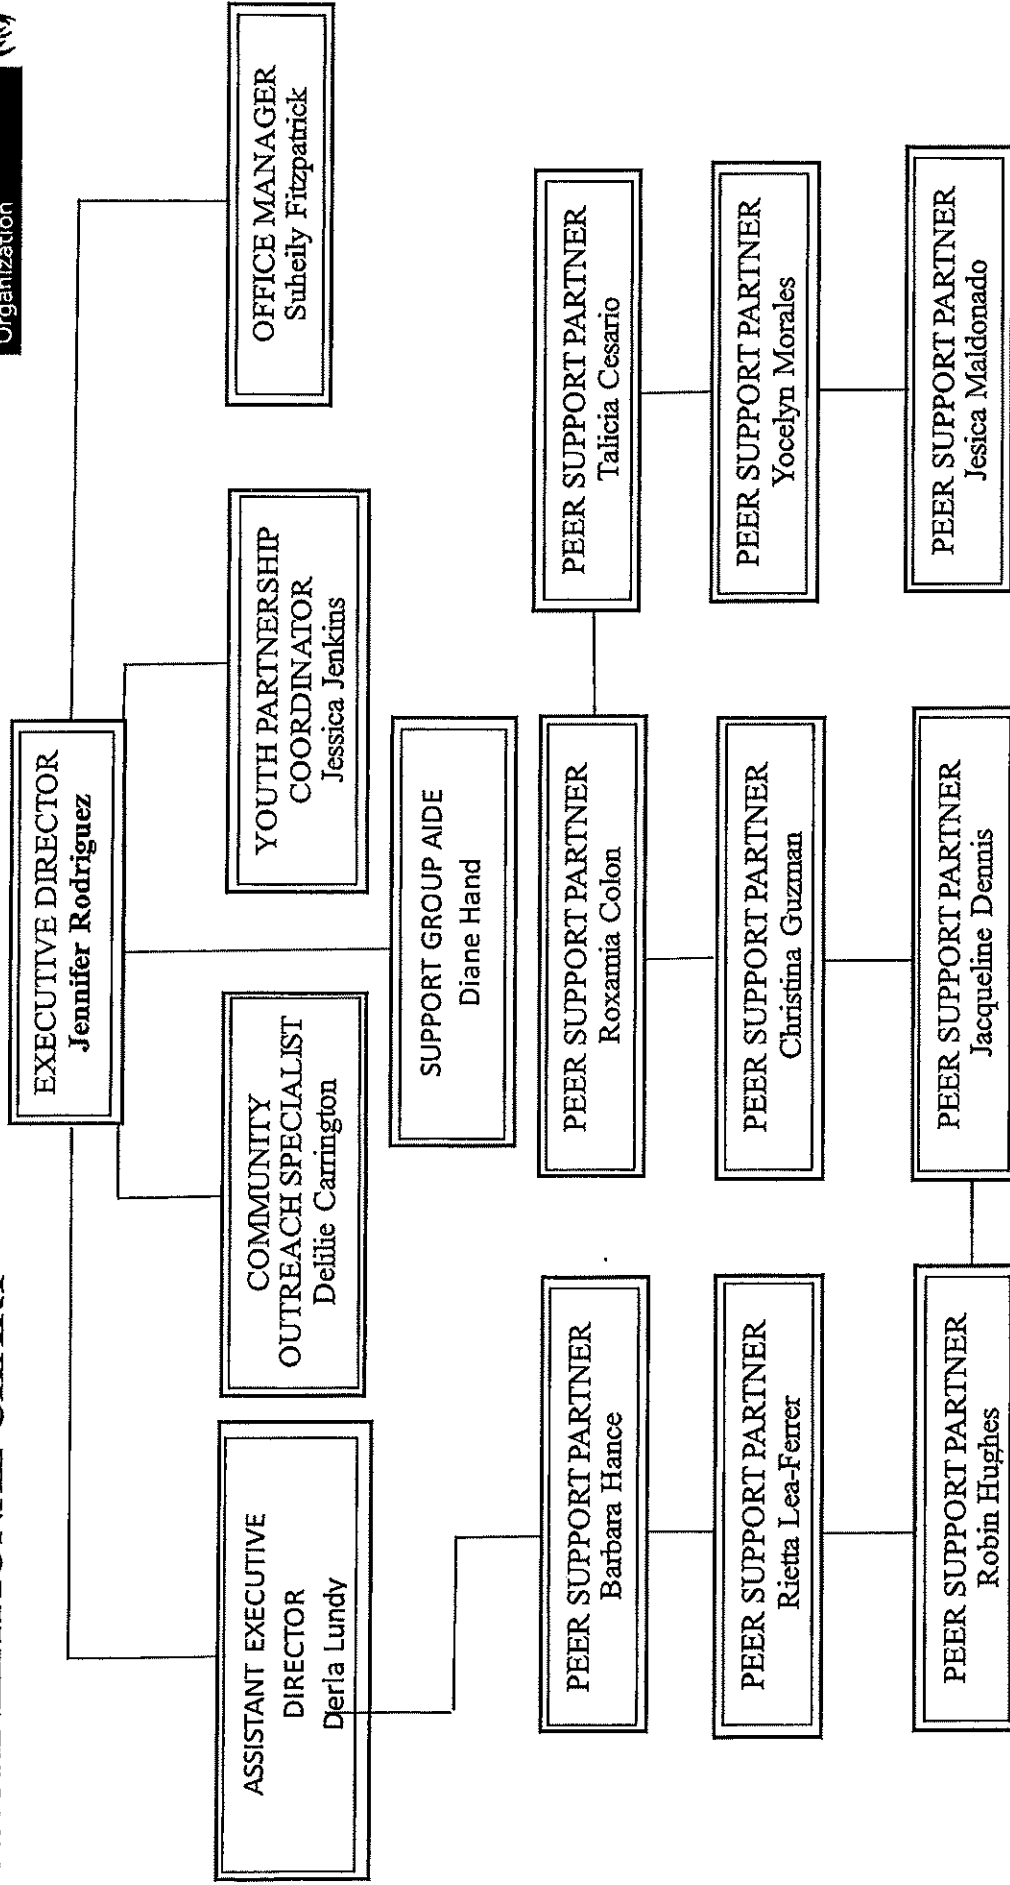 Organization
EXECUTIVE DIRECTOR
Jennifer Rodriguez
ASSISTANT EXECUTIVE
DIRECTOR
Derla Lundy
COMMUNITY
OUTREACH SPECIALIST
Delilie Carrington
YOUTH PARTNERSHIP
COORDINATOR
Jessica Jenkins
OFFICE MANAGER
Suheily Fitzpatrick
SUPPORT GROUP AIDE
Diane Hand
PEER SUPPORT PARTNER
Barbara Hance
PEER SUPPORT PARTNER
Roxamia Colon
PEER SUPPORT PARTNER
Talicia Cesario
PEER SUPPORT PARTNER
Rietta Lea-Ferrer
PEER SUPPORT PARTNER
Christina Guzman
PEER SUPPORT PARTNER
Yocelyn Morales
PEER SUPPORT PARTNER
Robin Hughes
PEER SUPPORT PARTNER
Jacqueline Dennis
PEER SUPPORT PARTNER
Jesica Maldonado